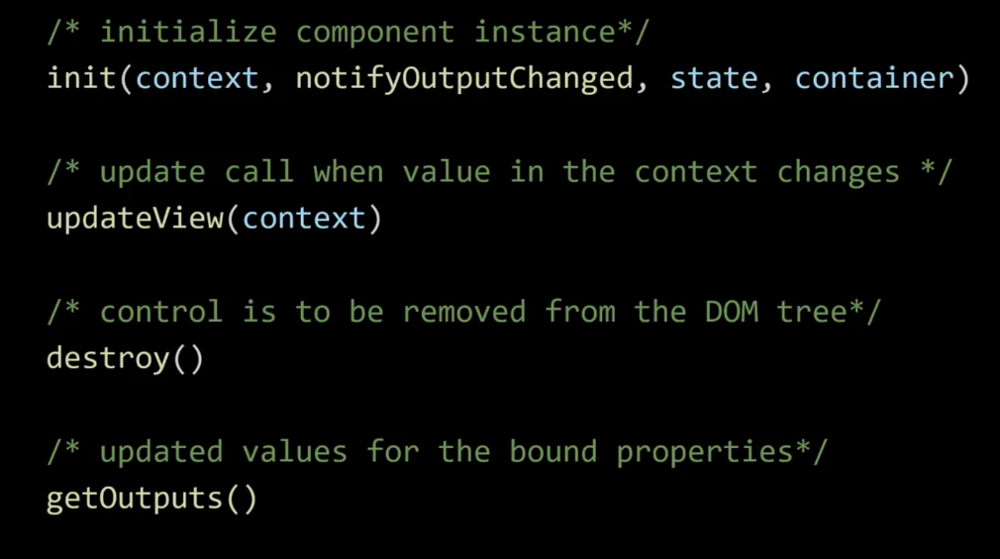 /* initialize component instance*/
init(context, notifyOutputChanged, state, container)
/* update call when value in the context changes */
updateView(context)
/* control is to be removed from the DOM tree*/
destroy()
/* updated values for the bound properties*/
getOutputs()